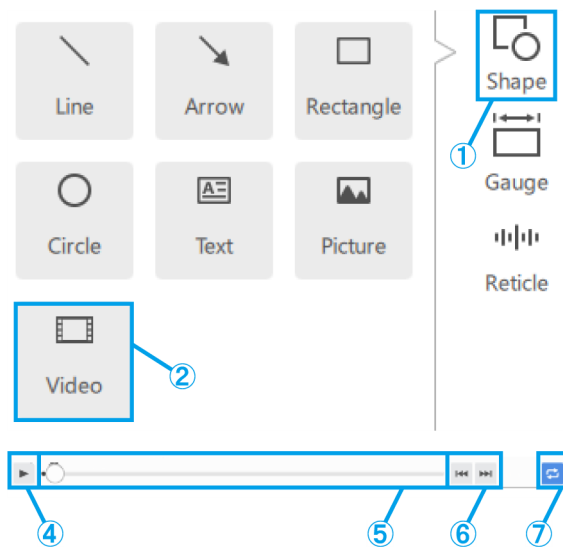 Line
Arrow
Rectangle
Shape
①
Circle
Text
Picture
Gauge
Reticle
Video
②
④
⑤
⑥
⑦